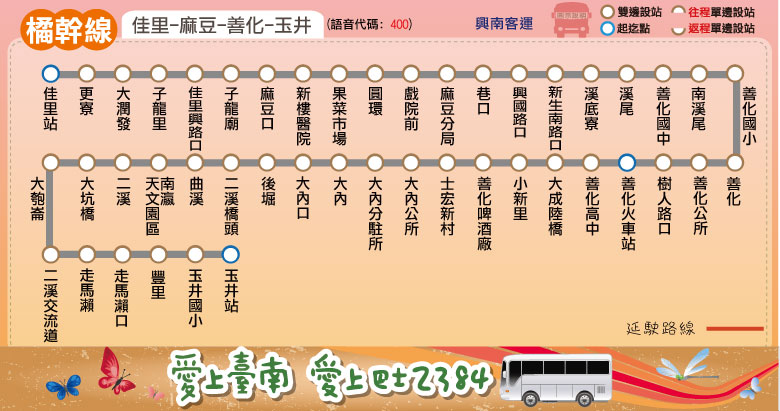 橘幹線
佳里-麻豆-善化-玉井
(語音代碼: 400)
興南客運
雙邊設站
起迄點
往程單邊設站
返程單邊設站
佳里站
更寮
大潤發
子龍里
佳里興路口
子龍廟
麻豆口
新樓醫院
果菜市場
圓環
戲院前
麻豆分局
巷口
興國路口
新生南路口
溪底寮
溪尾
善化國中
南溪尾
善化國小
善化
善化公所
樹人路口
善化火車站
善化高中
大成陸橋
小新里
善化啤酒廠
士宏新村
大內公所
大內分駐所
大內
大內口
後堀
二溪橋頭
曲溪
南瀛
天文園區
二溪
大坑橋
大匏崙
二溪交流道
走馬瀨
走馬瀨口
豐里
玉井國小
玉井站
延駛路線
愛上臺南 愛上巴士2384